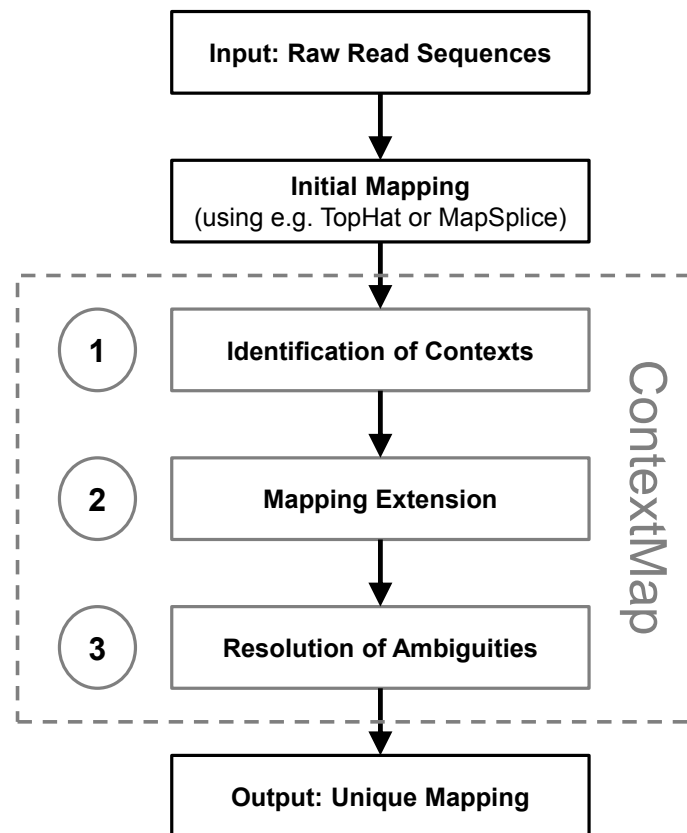 Input: Raw Read Sequences
Initial Mapping
(using e.g. TopHat or MapSplice)
1
Identification of Contexts
2
Mapping Extension
3
Resolution of Ambiguities
ContextMap
Output: Unique Mapping